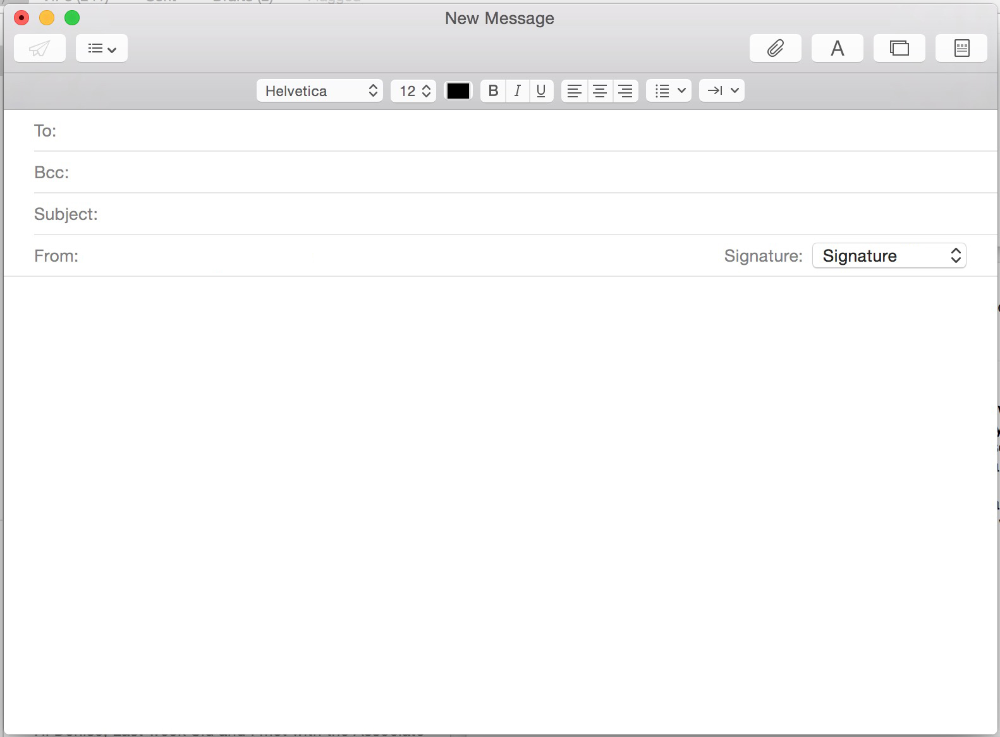 New Message
A
Helvetica 12 B I U
To:
Bcc:
Subject:
From: Signature: Signature